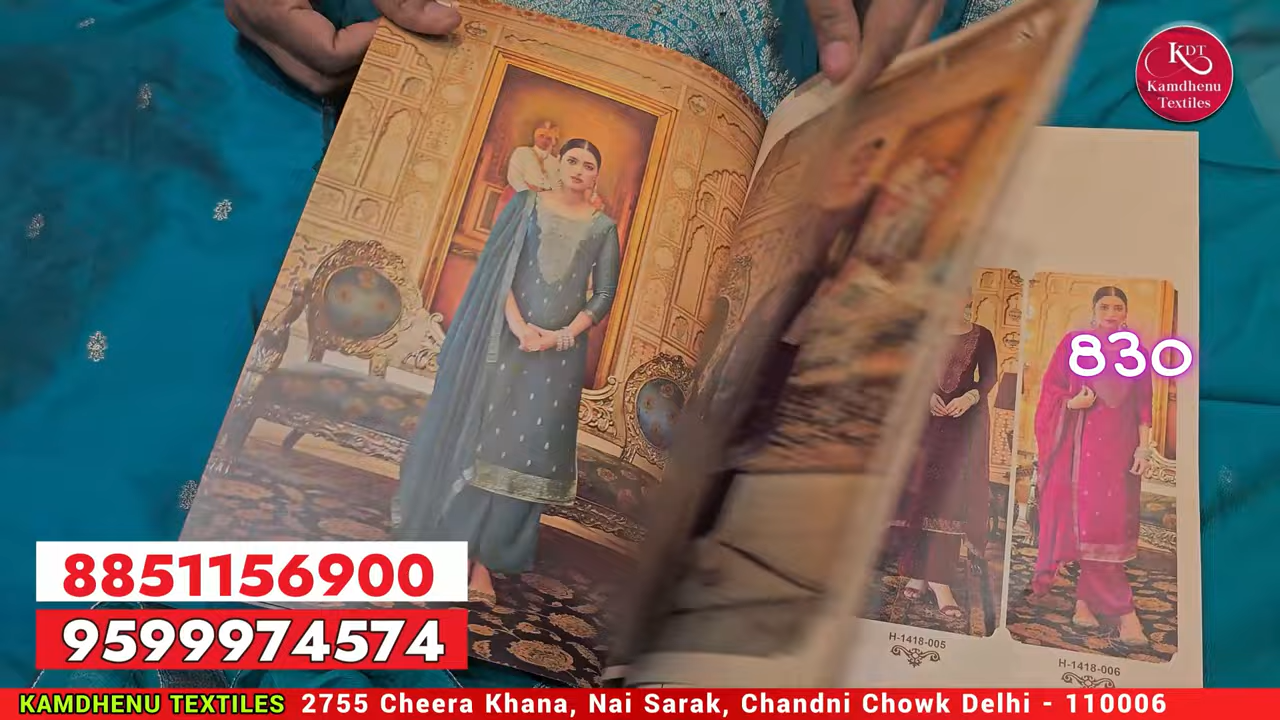 KDT
Kamdhenu
Textiles
830
H-1418-005
H-1418-006
8851156900
9599974574
KAMDHENU TEXTILES 2755 Cheera Khana, Nai Sarak, Chandni Chowk Delhi - 110006